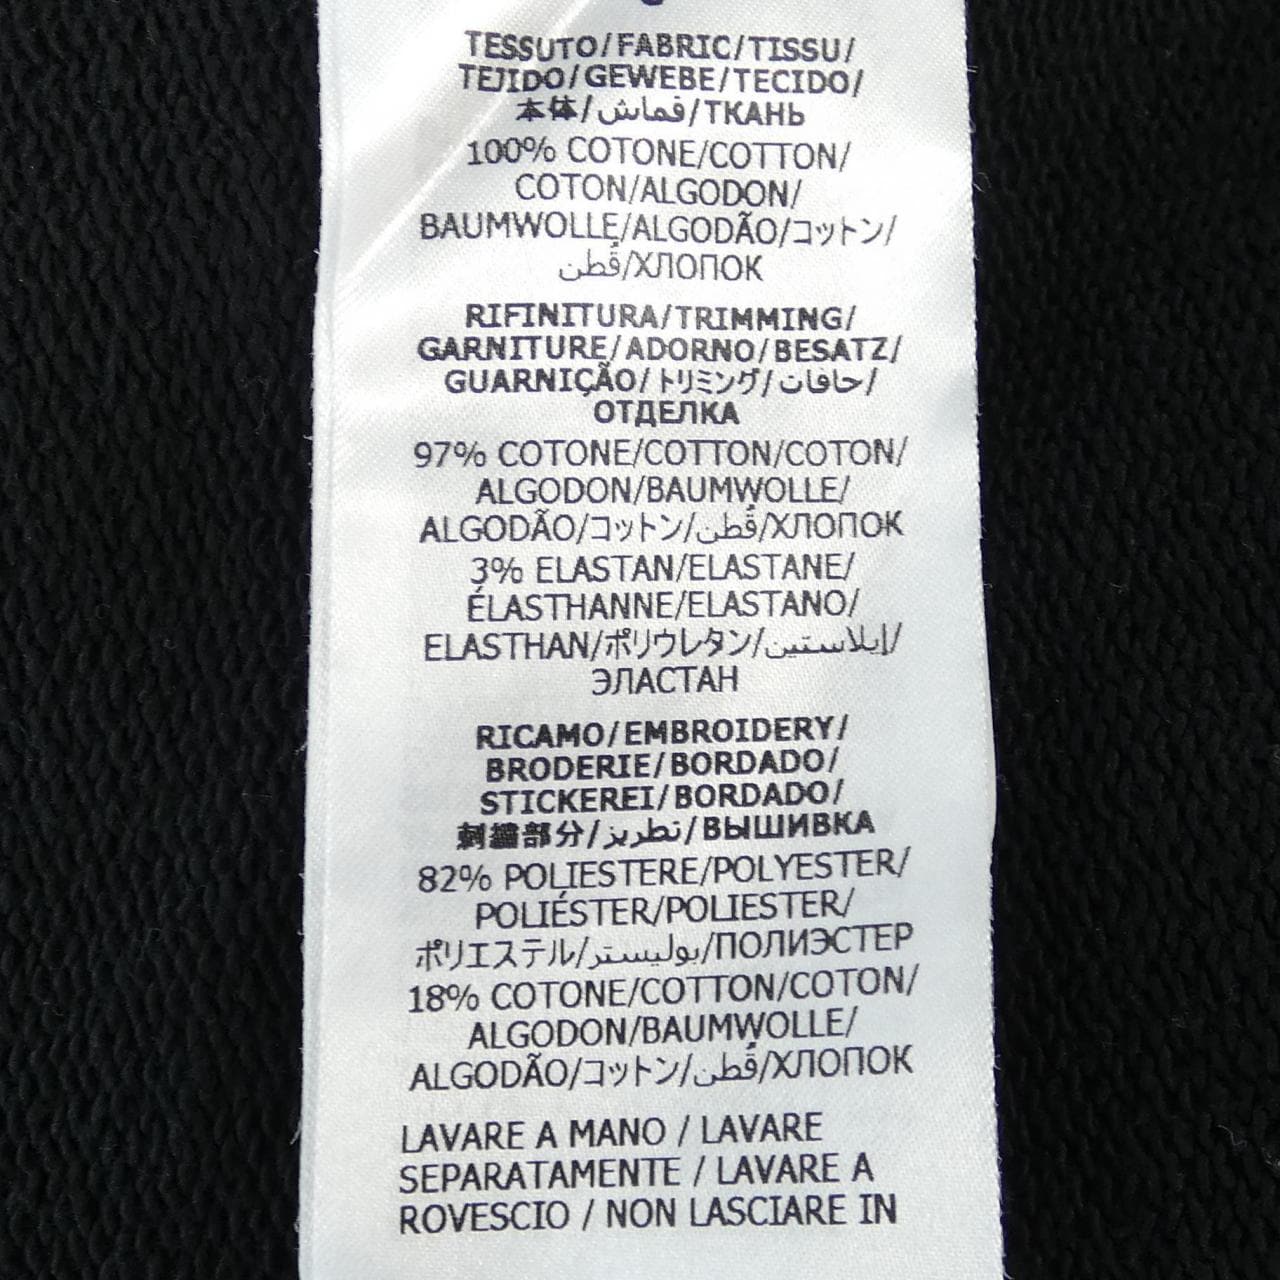 TESSUTO/FABRIC/TISSU/
TEJIDO/GEWEBE/TECIDO/
本体/قماش/ТКАНЬ
100% COTONE/COTTON/
COTON/ALGODON/
BAUMWOLLE/ALGODÃO/コットン/
قُطن/ХЛОПОК
RIFINITURA/TRIMMING/
GARNITURE/ADORNO/BESATZ/
GUARNIÇÃO/トリミング/حافات/
ОТДЕЛКА
97% COTONE/COTTON/COTON/
ALGODON/BAUMWOLLE/
ALGODÃO/コットン/قُطن/ХЛОПОК
3% ELASTAN/ELASTANE/
ÉLASTHANNE/ELASTANO/
ELASTHAN/ポリウレタン/إيلاستين/
ЭЛАСТАН
RICAMO/EMBROIDERY/
BRODERIE/BORDADO/
STICKEREI/BORDADO/
刺繍部分/تطريز/ВЫШИВКА
82% POLIESTERE/POLYESTER/
POLIÉSTER/POLIESTER/
ポリエステル/بوليستر/ПОЛИЭСТЕР
18% COTONE/COTTON/COTON/
ALGODON/BAUMWOLLE/
ALGODÃO/コットン/قُطن/ХЛОПОК
LAVARE A MANO / LAVARE
SEPARATAMENTE / LAVARE A
ROVESCIO / NON LASCIARE IN